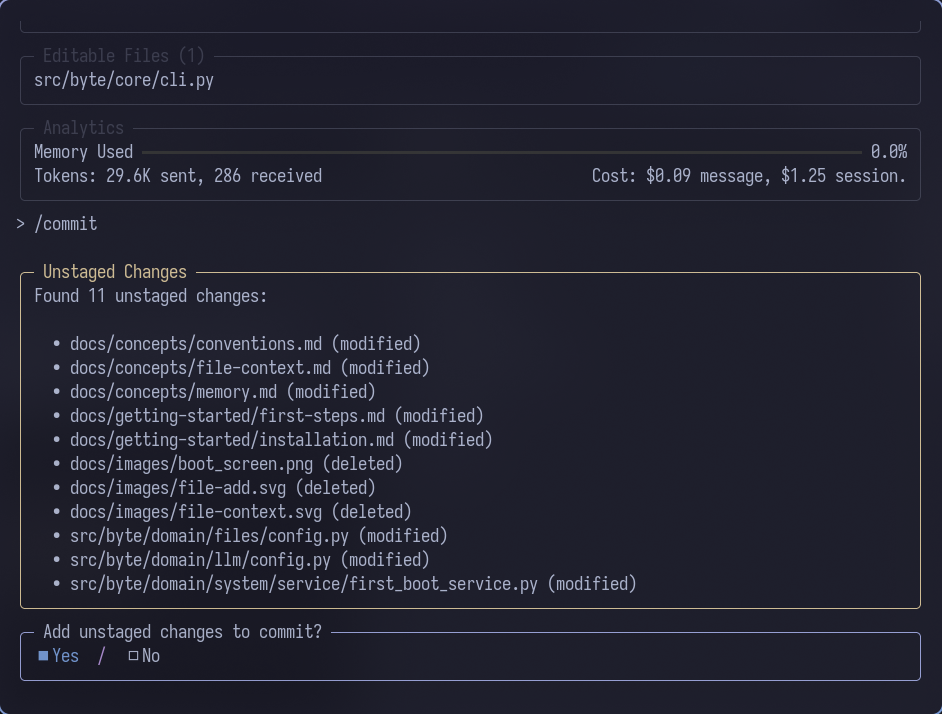 Editable Files (1)
src/byte/core/cli.py
Analytics
Memory Used 0.0%
Tokens: 29.6K sent, 286 received Cost: $0.09 message, $1.25 session.
> /commit
Unstaged Changes
Found 11 unstaged changes:
• docs/concepts/conventions.md (modified)
• docs/concepts/file-context.md (modified)
• docs/concepts/memory.md (modified)
• docs/getting-started/first-steps.md (modified)
• docs/getting-started/installation.md (modified)
• docs/images/boot_screen.png (deleted)
• docs/images/file-add.svg (deleted)
• docs/images/file-context.svg (deleted)
• src/byte/domain/files/config.py (modified)
• src/byte/domain/llm/config.py (modified)
• src/byte/domain/system/service/first_boot_service.py (modified)
Add unstaged changes to commit?
■ Yes / □ No